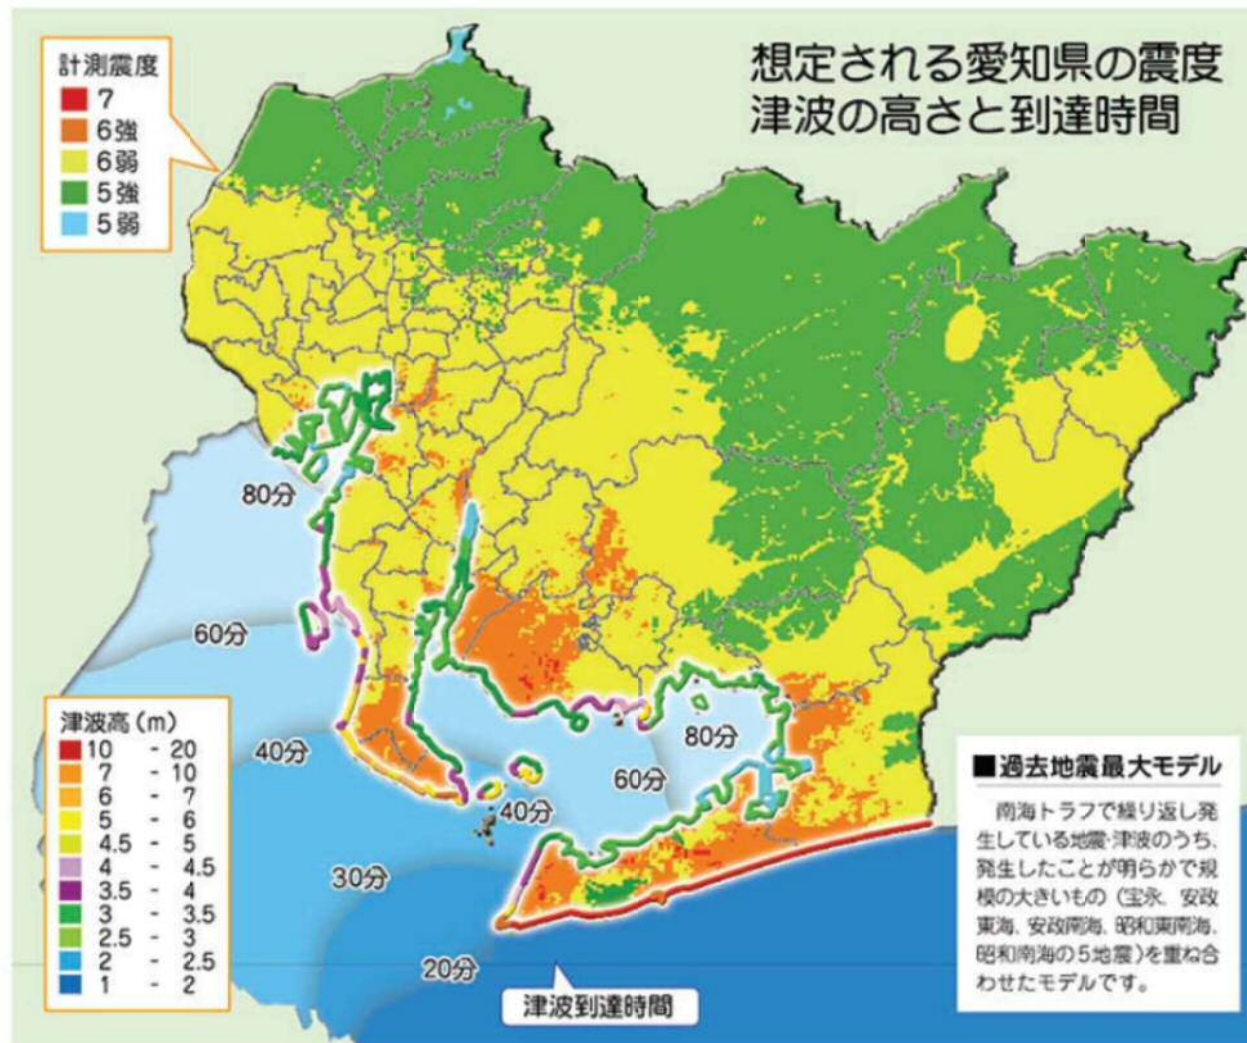 想定される愛知県の震度
津波の高さと到達時間
計測震度
7
6強
6弱
5強
5弱
80分
60分
40分
80分
60分
40分
30分
20分
津波到達時間
津波高(m)
10 - 20
7 - 10
6 - 7
5 - 6
4.5 - 5
4 - 4.5
3.5 - 4
3 - 3.5
2.5 - 3
2 - 2.5
1 - 2
■過去地震最大モデル
南海トラフで繰り返し発
生している地震・津波のうち、
発生したことが明らかで規
模の大きいもの(宝永、安政
東海、安政南海、昭和東南海、
昭和南海の5地震)を重ね合
わせたモデルです。